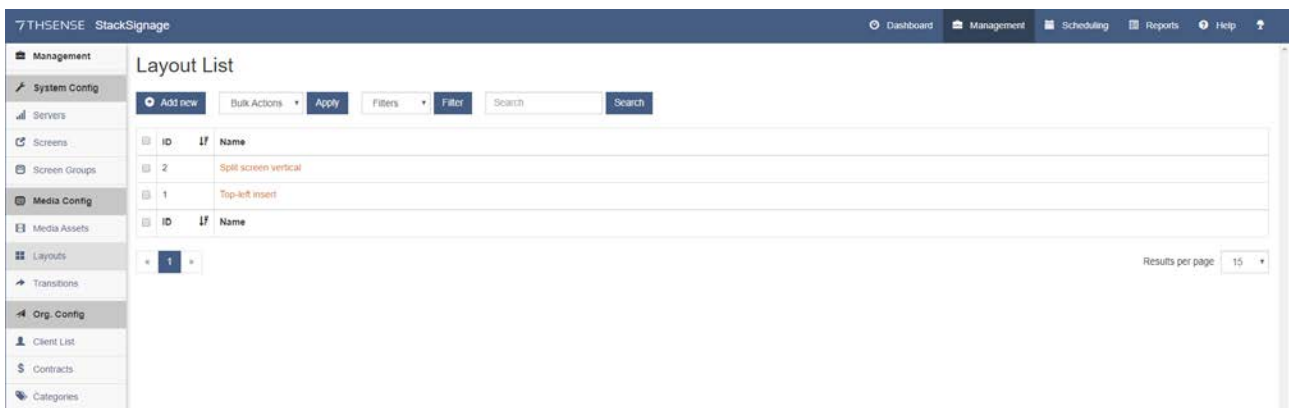 7THSENSE StackSignage Dashboard Management Scheduling Reports Help
Management
System Config
Servers
Screens
Screen Groups
Media Config
Media Assets
Layouts
Transitions
Org. Config
Client List
Contracts
Categories
Layout List
Add new Bulk Actions Apply Filters Filter Search Search
ID Name
2 Split screen vertical
1 Top-left insert
ID Name
« 1 »
Results per page 15